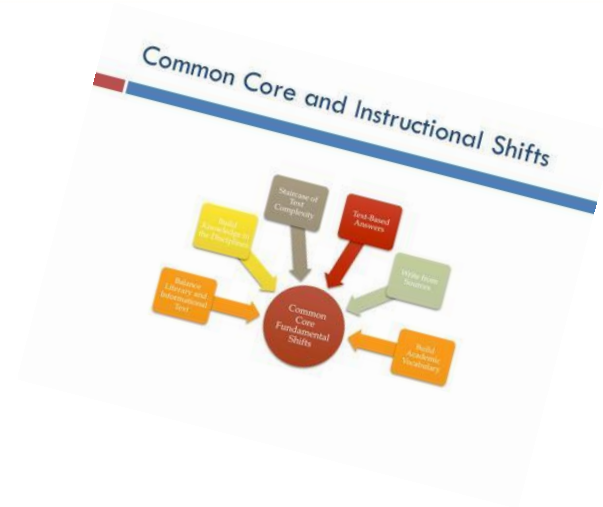 Common Core and Instructional Shifts
Balance
Literary and
Informational
Text
Build
Knowledge in
the Disciplines
Staircase of
Text
Complexity
Text-Based
Answers
Write from
Sources
Build
Academic
Vocabulary
Common
Core
Fundamental
Shifts